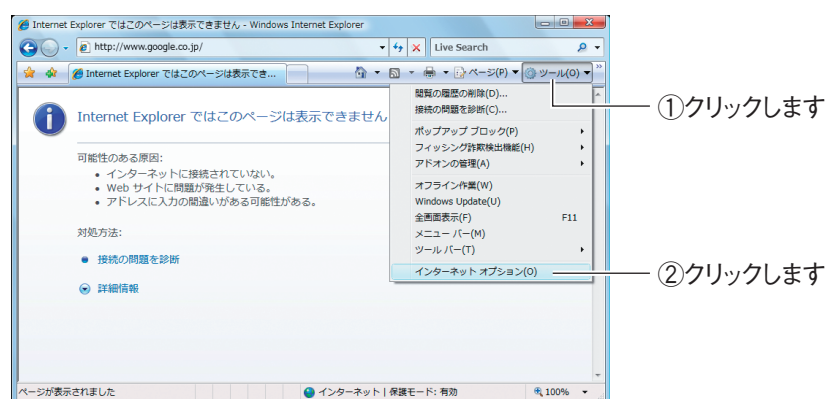 Internet Explorer ではこのページは表示できません - Windows Internet Explorer
http://www.google.co.jp/
Live Search
Internet Explorer ではこのページは表示でき...
ページ(P)
ツール(O)
Internet Explorer ではこのページは表示できません
可能性のある原因:
• インターネットに接続されていない。
• Web サイトに問題が発生している。
• アドレスに入力の間違いがある可能性がある。
対処方法:
接続の問題を診断
詳細情報
閲覧の履歴の削除(D)...
接続の問題を診断(C)...
ポップアップ ブロック(P)
フィッシング詐欺検出機能(H)
アドオンの管理(A)
オフライン作業(W)
Windows Update(U)
全画面表示(F) F11
メニュー バー(M)
ツール バー(T)
インターネット オプション(O)
①クリックします
②クリックします
ページが表示されました
インターネット | 保護モード: 有効
100%